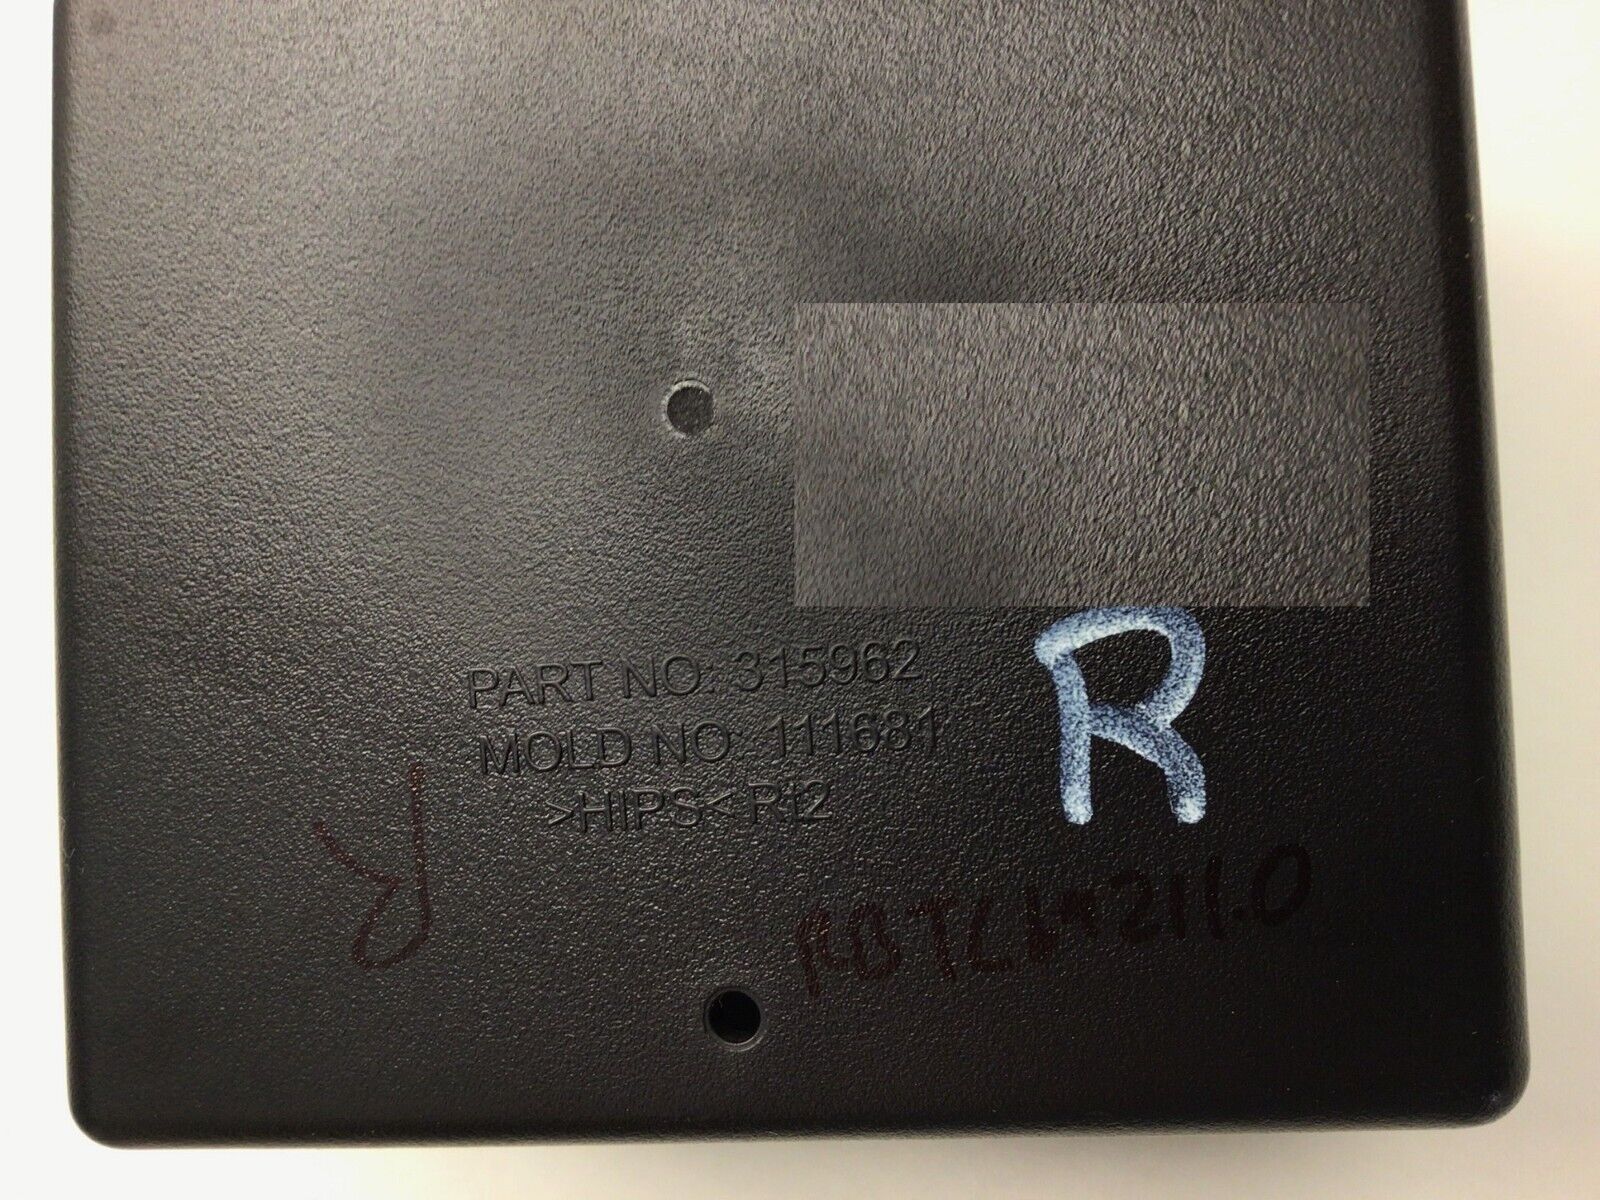 PART NO: 315962
MOLD NO: 111681
>HIPS< R12
R
R